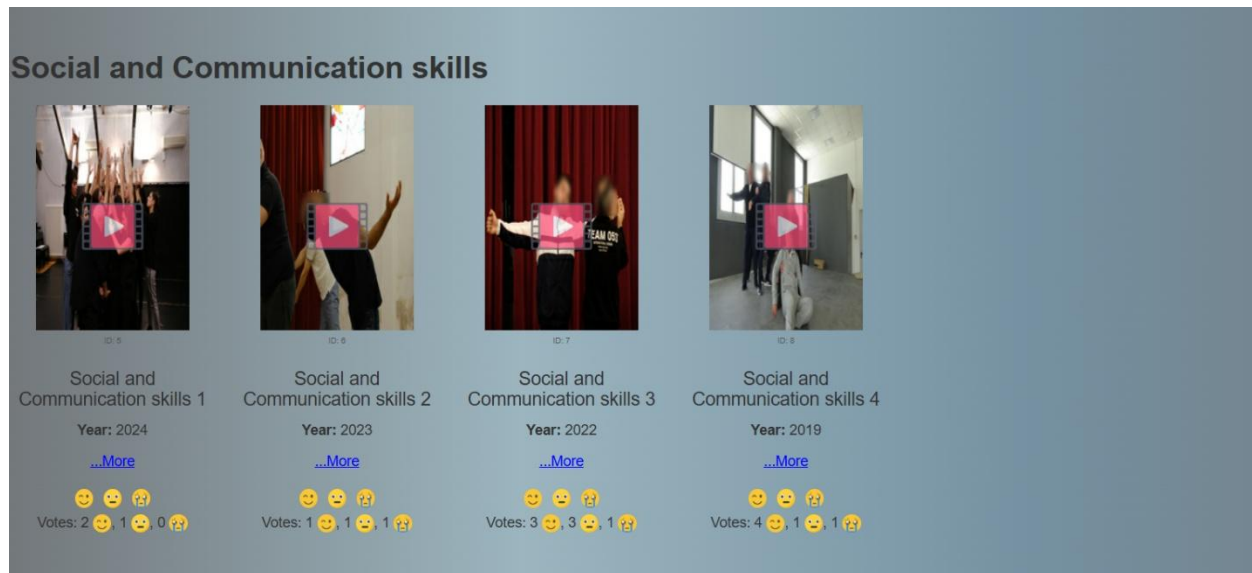 Social and Communication skills
TEAM 053
ID: 5
ID: 6
ID: 7
ID: 8
Social and
Communication skills 1
Social and
Communication skills 2
Social and
Communication skills 3
Social and
Communication skills 4
Year: 2024
Year: 2023
Year: 2022
Year: 2019
...More
...More
...More
...More
Votes: 2 😊, 1 😐, 0 😭
Votes: 1 😊, 1 😐, 1 😭
Votes: 3 😊, 3 😐, 1 😭
Votes: 4 😊, 1 😐, 1 😭